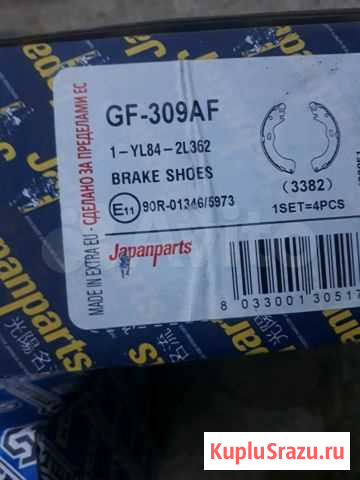 GF-309AF
1-YL84-2L362
BRAKE SHOES
(3382)
E11 90R-01346/5973
1SET=4PCS
Japanparts
MADE IN EXTRA EU - СДЕЛАНО ЗА ПРЕДЕЛАМИ ЕС
8 033001 30517
Japanparts
KupluSrazu.ru